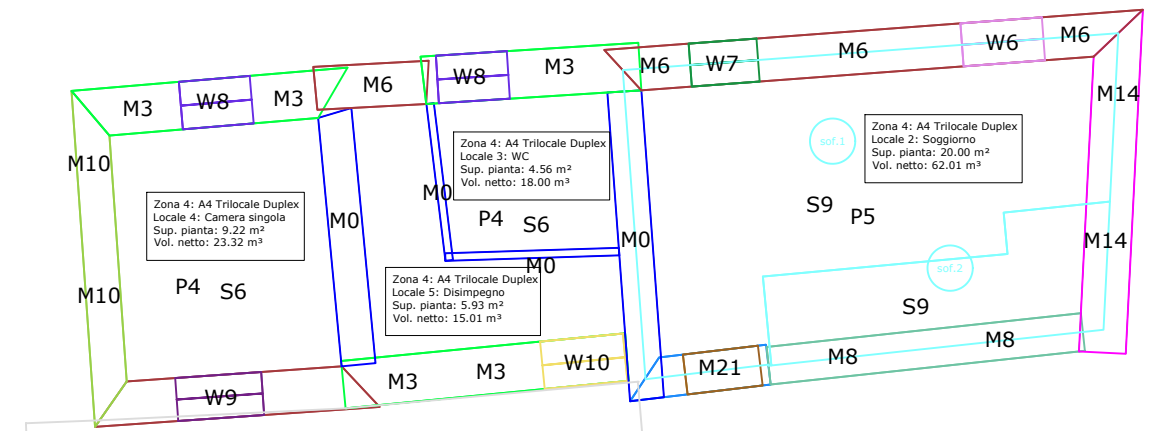 M6
M14
W6
M6
W7
M6
M3
W8
M6
M3
W8
M3
Zona 4: A4 Trilocale Duplex
Locale 2: Soggiorno
Sup. pianta: 20.00 m²
Vol. netto: 62.01 m³
sof.1
Zona 4: A4 Trilocale Duplex
Locale 3: WC
Sup. pianta: 4.56 m²
Vol. netto: 18.00 m³
M10
M0
Zona 4: A4 Trilocale Duplex
Locale 4: Camera singola
Sup. pianta: 9.22 m²
Vol. netto: 23.32 m³
M0
P4
S6
S9
P5
M0
M14
M0
sof.2
Zona 4: A4 Trilocale Duplex
Locale 5: Disimpegno
Sup. pianta: 5.93 m²
Vol. netto: 15.01 m³
M10
P4
S6
S9
M8
M8
M21
W10
M3
M3
W9